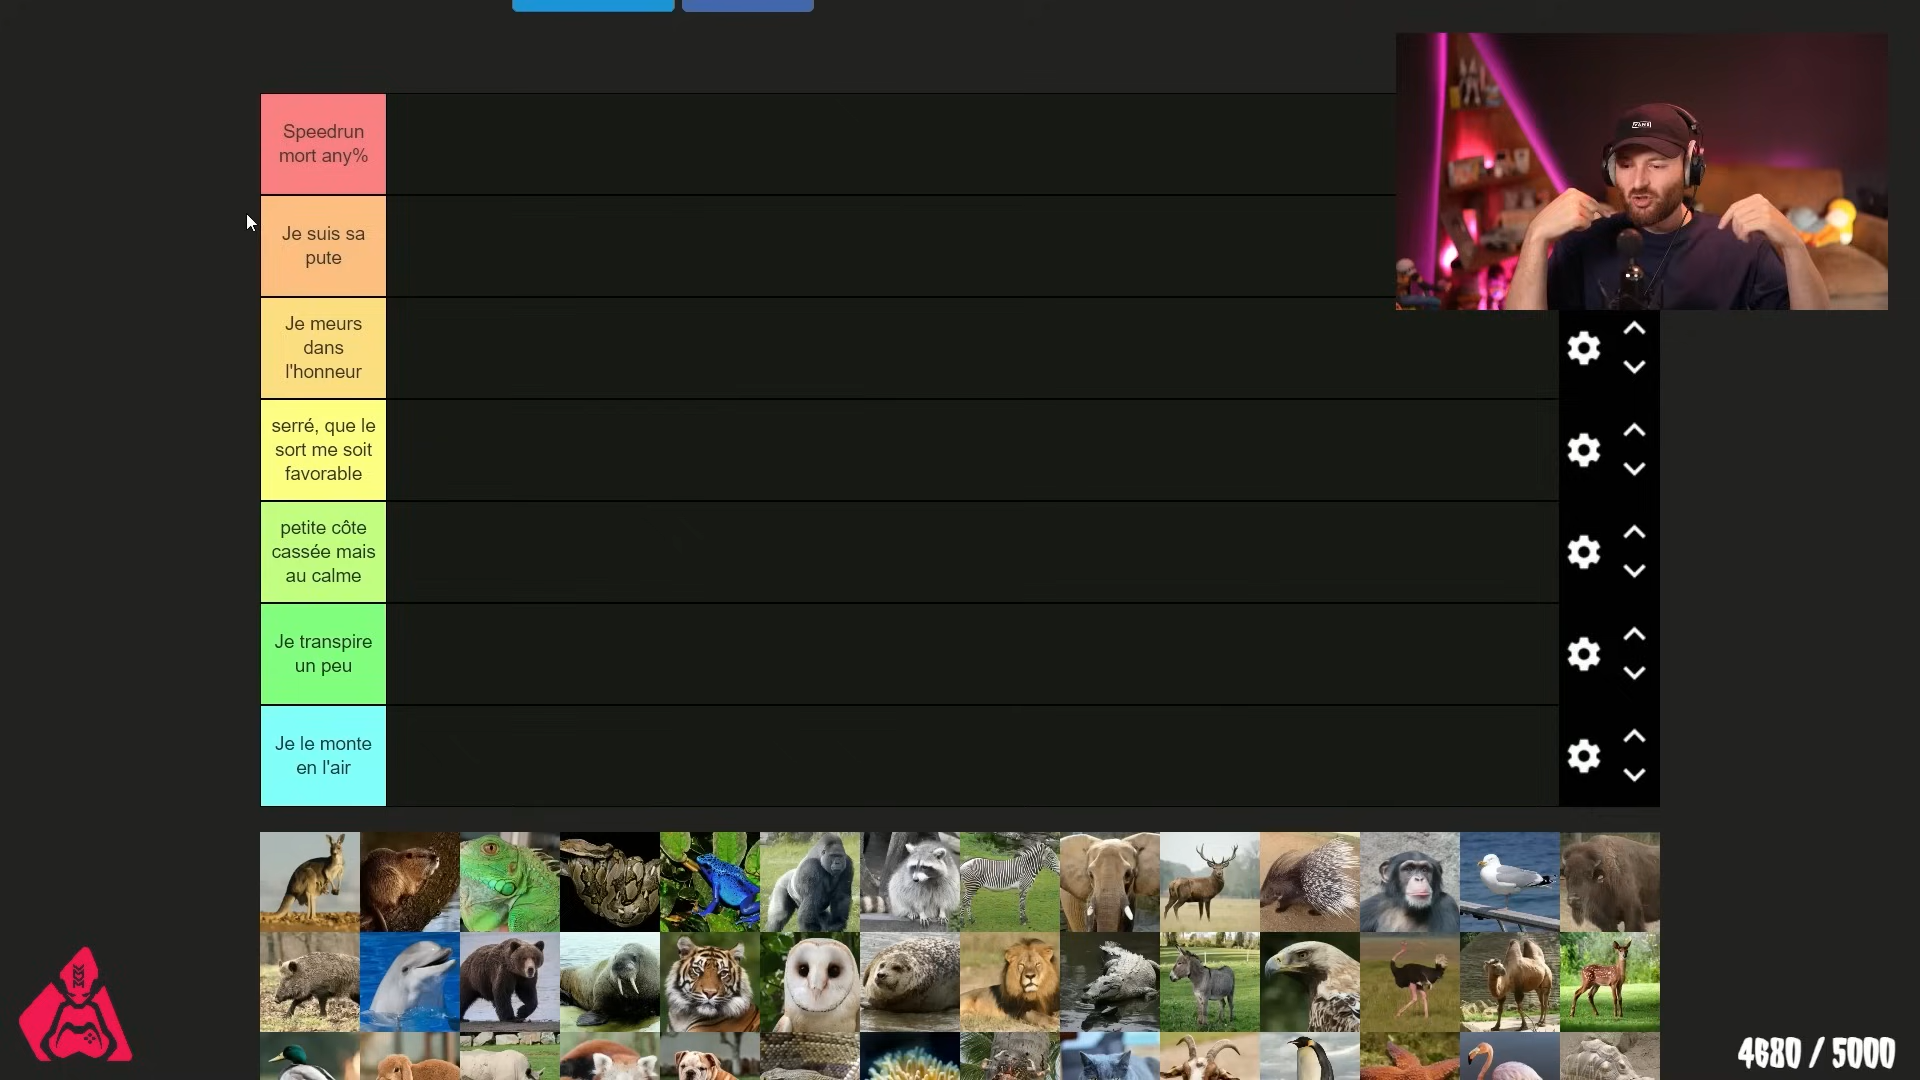 Speedrun
mort any%
Je suis sa
pute
Je meurs
dans
l'honneur
serré, que le
sort me soit
favorable
petite côte
cassée mais
au calme
Je transpire
un peu
Je le monte
en l'air
4680 / 5000